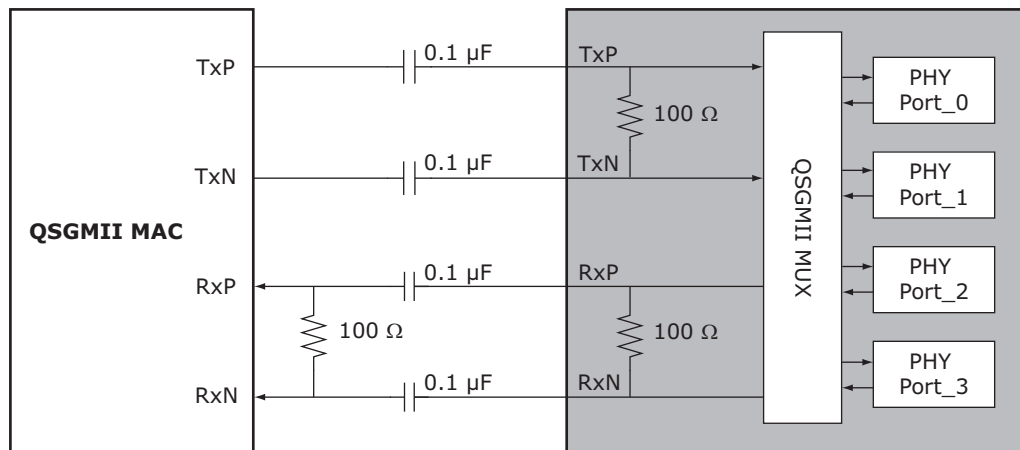 TxP
0.1 µF
TxP
100 Ω
TxN
0.1 µF
TxN
QSGMII MAC
RxP
0.1 µF
RxP
100 Ω
100 Ω
RxN
0.1 µF
RxN
QSGMII MUX
PHY
Port_0
PHY
Port_1
PHY
Port_2
PHY
Port_3